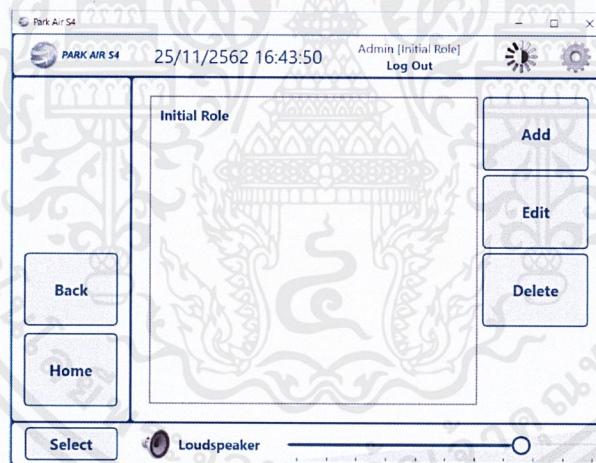 Park Air S4
PARK AIR S4
25/11/2562 16:43:50
Admin [Initial Role]
Log Out
Initial Role
Add
Edit
Delete
Back
Home
Select
Loudspeaker